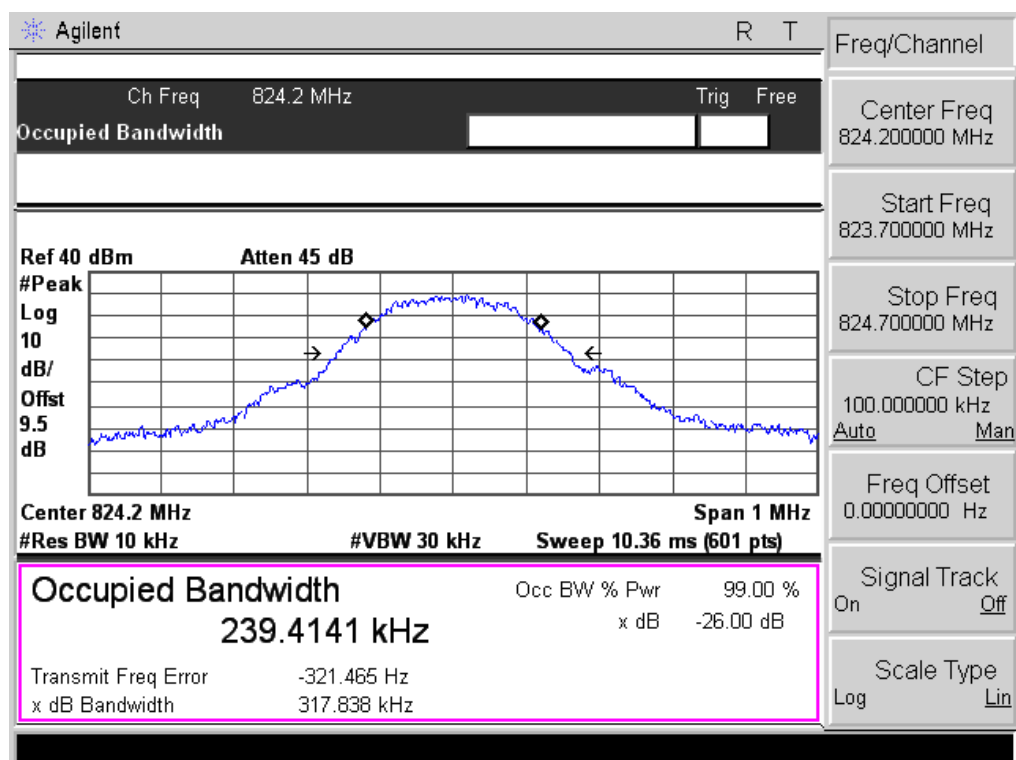 Agilent
R T
Ch Freq 824.2 MHz Trig Free
Occupied Bandwidth
Ref 40 dBm Atten 45 dB
#Peak
Log
10
dB/
Offst
9.5
dB
Center 824.2 MHz Span 1 MHz
#Res BW 10 kHz #VBW 30 kHz Sweep 10.36 ms (601 pts)
Occupied Bandwidth
239.4141 kHz
Occ BW % Pwr 99.00 %
x dB -26.00 dB
Transmit Freq Error -321.465 Hz
x dB Bandwidth 317.838 kHz
Freq/Channel
Center Freq
824.200000 MHz
Start Freq
823.700000 MHz
Stop Freq
824.700000 MHz
CF Step
100.000000 kHz
Auto Man
Freq Offset
0.00000000 Hz
Signal Track
On Off
Scale Type
Log Lin